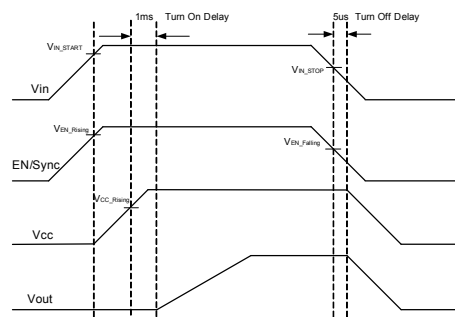 1ms Turn On Delay
5us Turn Off Delay
VIN_START
VIN_STOP
Vin
VEN_Rising
VEN_Falling
EN/Sync
VCC_Rising
Vcc
Vout